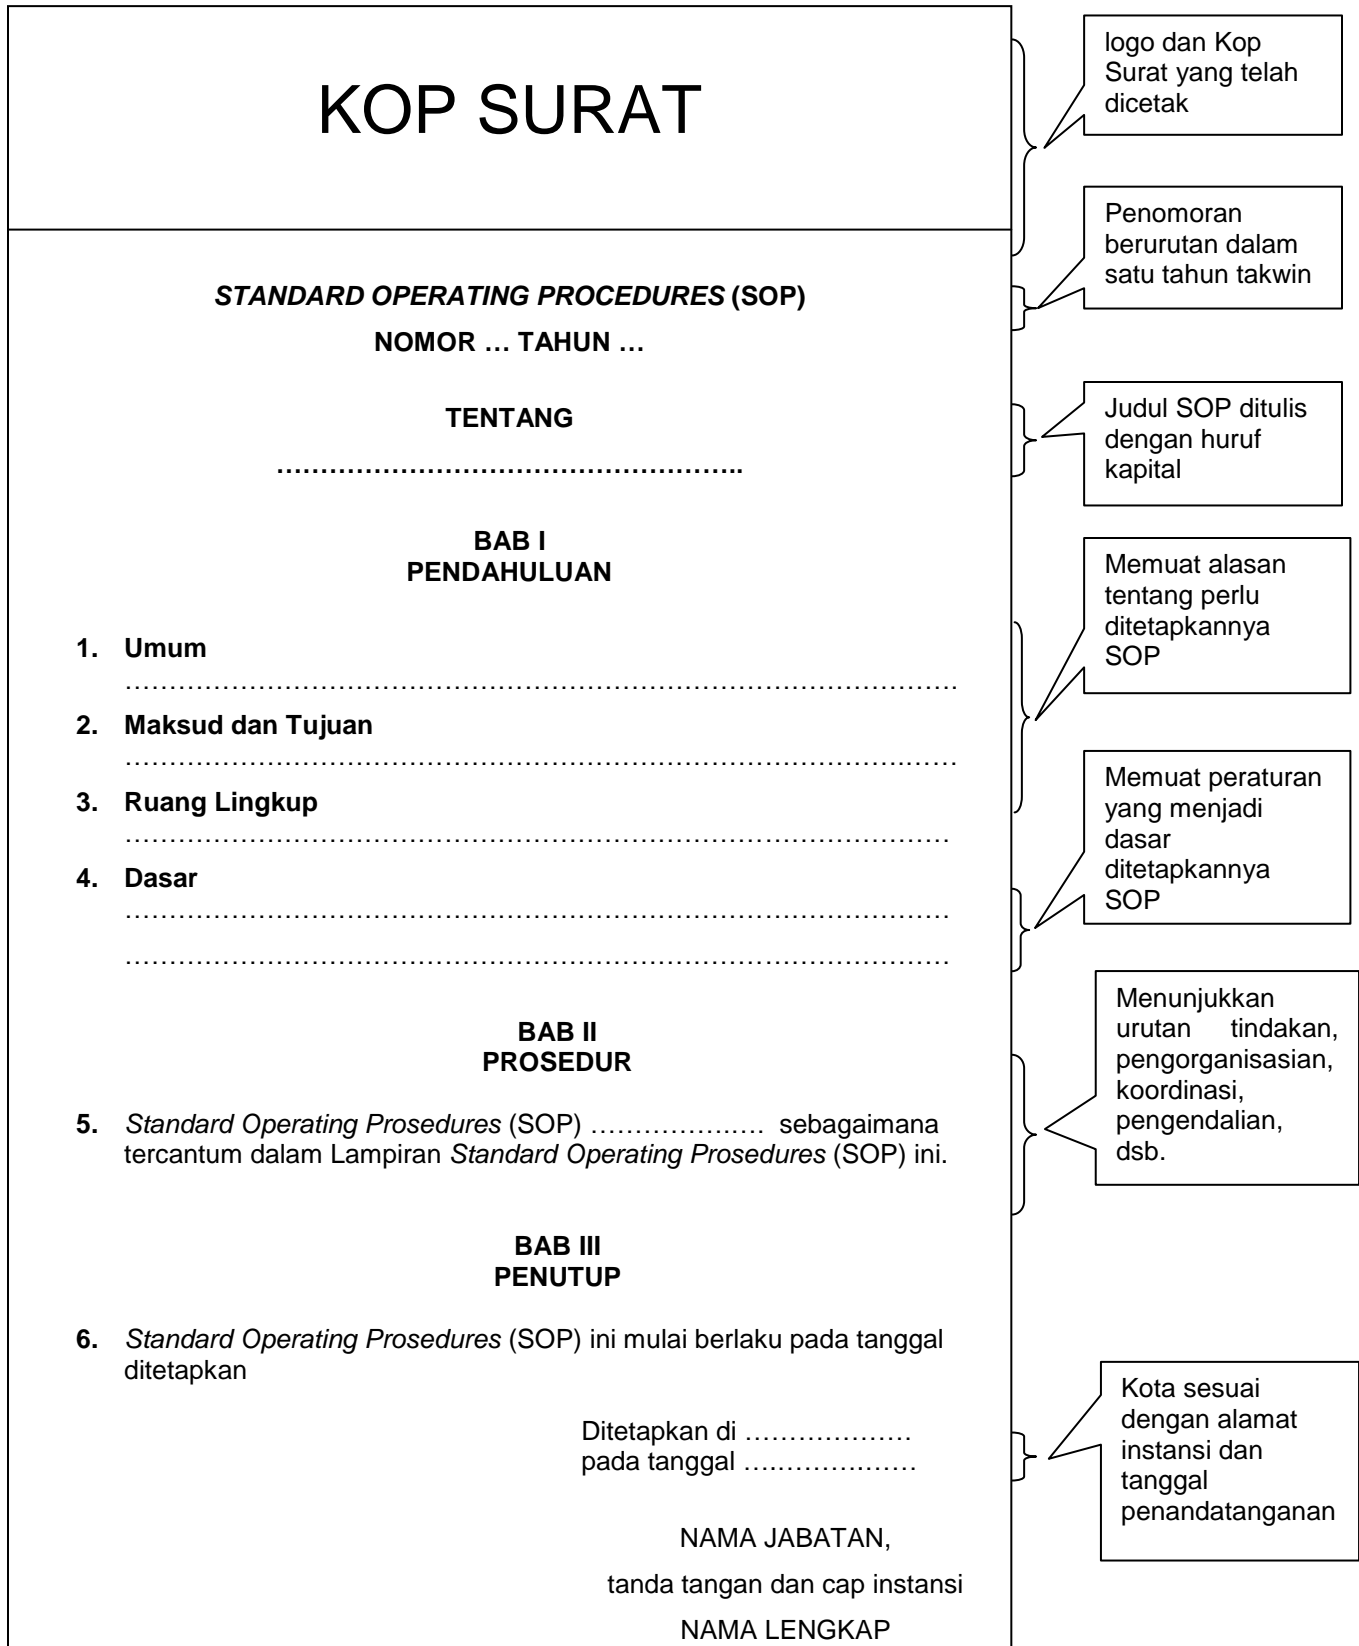 KOP SURAT
logo dan Kop
Surat yang telah
dicetak
Penomoran
berurutan dalam
satu tahun takwin
STANDARD OPERATING PROCEDURES (SOP)
NOMOR … TAHUN …
TENTANG
……………………………………………..
Judul SOP ditulis
dengan huruf
kapital
BAB I
PENDAHULUAN
Memuat alasan
tentang perlu
ditetapkannya
SOP
1. Umum
………………………………………………………………………………….
2. Maksud dan Tujuan
…………………………………………………………………………….……
3. Ruang Lingkup
…………………………………………………………………………………
Memuat peraturan
yang menjadi
dasar
ditetapkannya
SOP
4. Dasar
…………………………………………………………………………………
…………………………………………………………………………………
BAB II
PROSEDUR
Menunjukkan
urutan tindakan,
pengorganisasian,
koordinasi,
pengendalian,
dsb.
5. Standard Operating Prosedures (SOP) ……………..…. sebagaimana
tercantum dalam Lampiran Standard Operating Prosedures (SOP) ini.
BAB III
PENUTUP
6. Standard Operating Prosedures (SOP) ini mulai berlaku pada tanggal
ditetapkan
Ditetapkan di ……………….
pada tanggal ….…………..……
Kota sesuai
dengan alamat
instansi dan
tanggal
penandatanganan
NAMA JABATAN,
tanda tangan dan cap instansi
NAMA LENGKAP